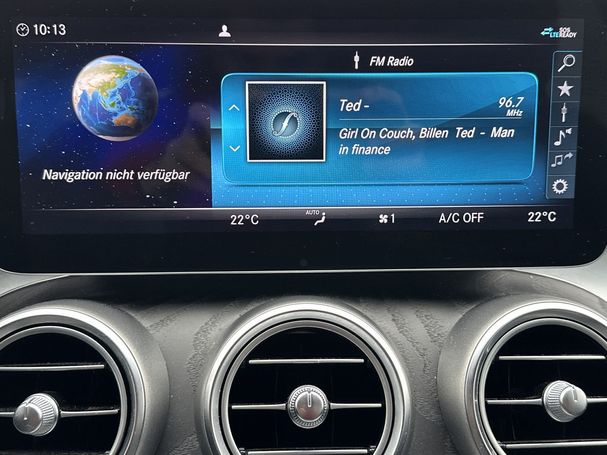 10:13
SOS
LTE READY
FM Radio
Ted -
96.7
MHz
Girl On Couch, Billen Ted - Man
in finance
Navigation nicht verfügbar
22°C
AUTO
1
A/C OFF
22°C